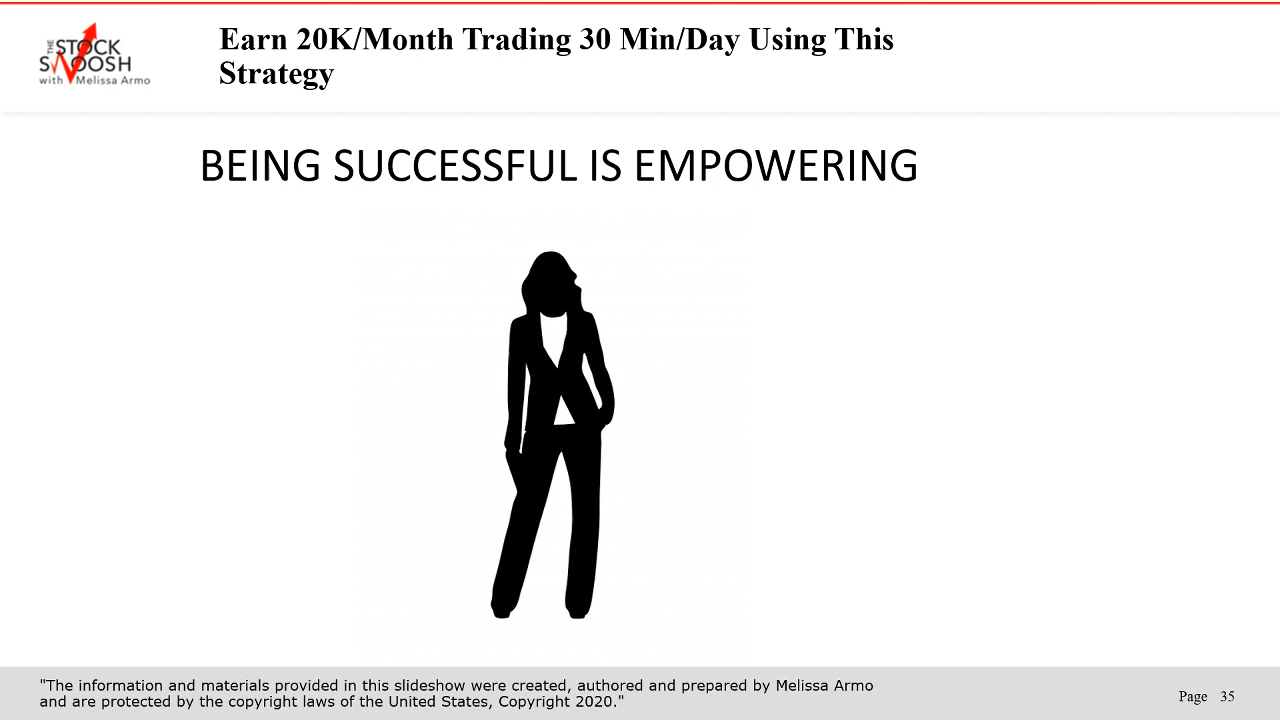 THE
STOCK
SWOOSH
with Melissa Armo
Earn 20K/Month Trading 30 Min/Day Using This
Strategy
BEING SUCCESSFUL IS EMPOWERING
"The information and materials provided in this slideshow were created, authored and prepared by Melissa Armo
and are protected by the copyright laws of the United States, Copyright 2020."
Page 35